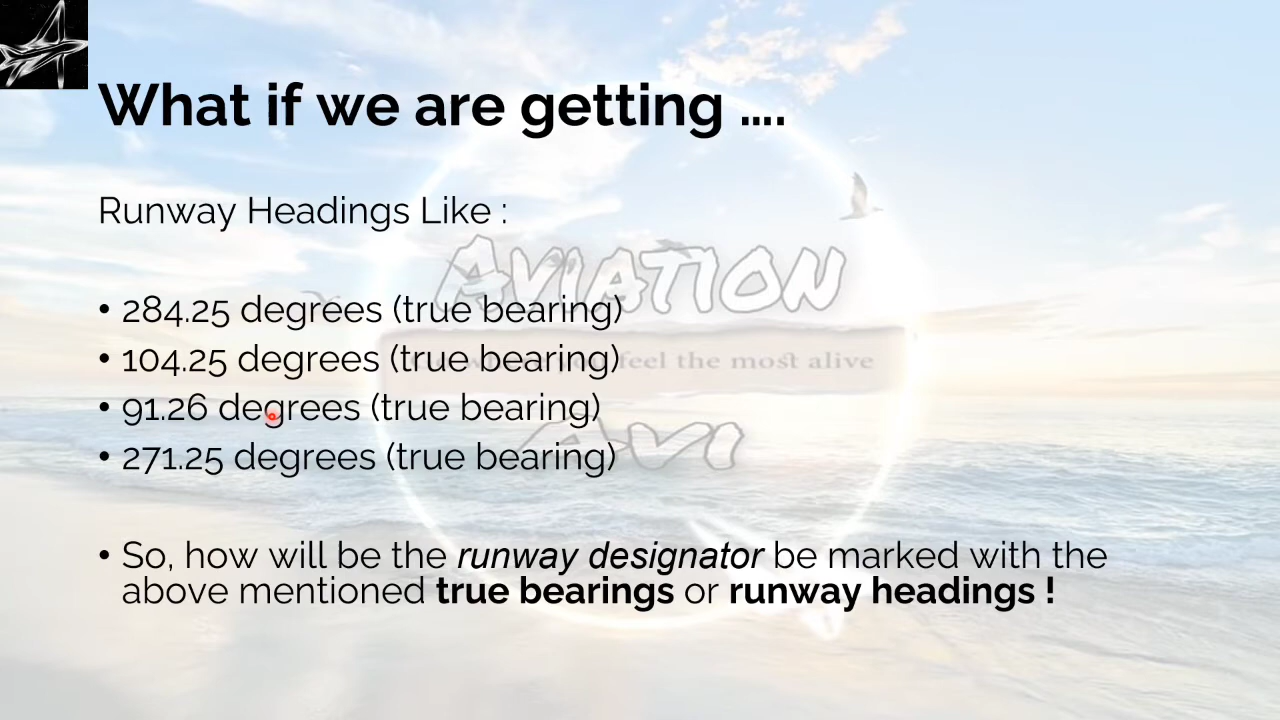 What if we are getting ....
Runway Headings Like :
AVIATION
• 284.25 degrees (true bearing)
• 104.25 degrees (true bearing)
feel the most alive
• 91.26 degrees (true bearing)
AVI
• 271.25 degrees (true bearing)
• So, how will be the runway designator be marked with the
above mentioned true bearings or runway headings !